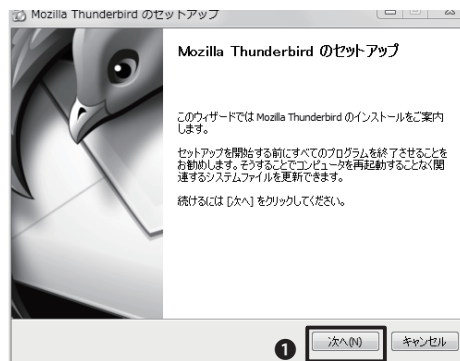 Mozilla Thunderbird のセットアップ
Mozilla Thunderbird のセットアップ
このウィザードでは Mozilla Thunderbird のインストールをご案内
します。
セットアップを開始する前にすべてのプログラムを終了させることを
お勧めします。そうすることでコンピュータを再起動することなく関
連するシステムファイルを更新できます。
続けるには [次へ] をクリックしてください。
❶ 次へ(N) キャンセル